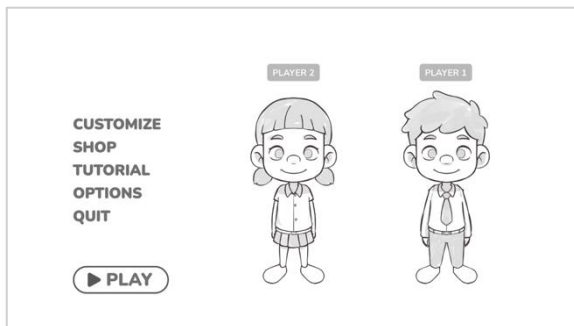 PLAYER 2
PLAYER 1
CUSTOMIZE
SHOP
TUTORIAL
OPTIONS
QUIT
PLAY